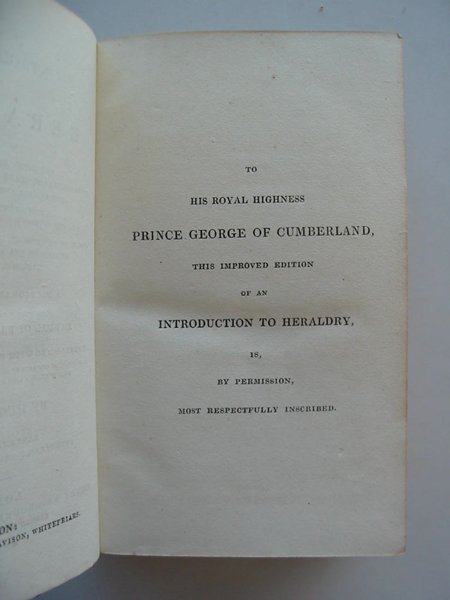 TO
HIS ROYAL HIGHNESS
PRINCE GEORGE OF CUMBERLAND,
THIS IMPROVED EDITION
OF AN
INTRODUCTION TO HERALDRY,
IS,
BY PERMISSION,
MOST RESPECTFULLY INSCRIBED.
WHITEFRIARS.